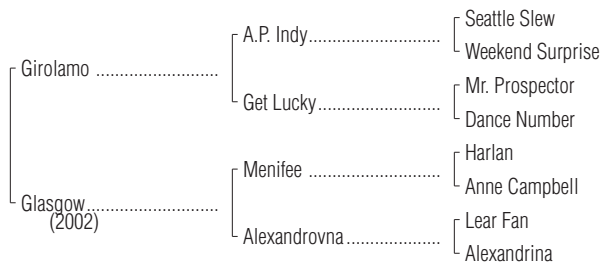 Seattle Slew
A.P. Indy
Weekend Surprise
Girolamo
Mr. Prospector
Get Lucky
Dance Number
Harlan
Menifee
Anne Campbell
Glasgow
(2002)
Lear Fan
Alexandrovna
Alexandrina